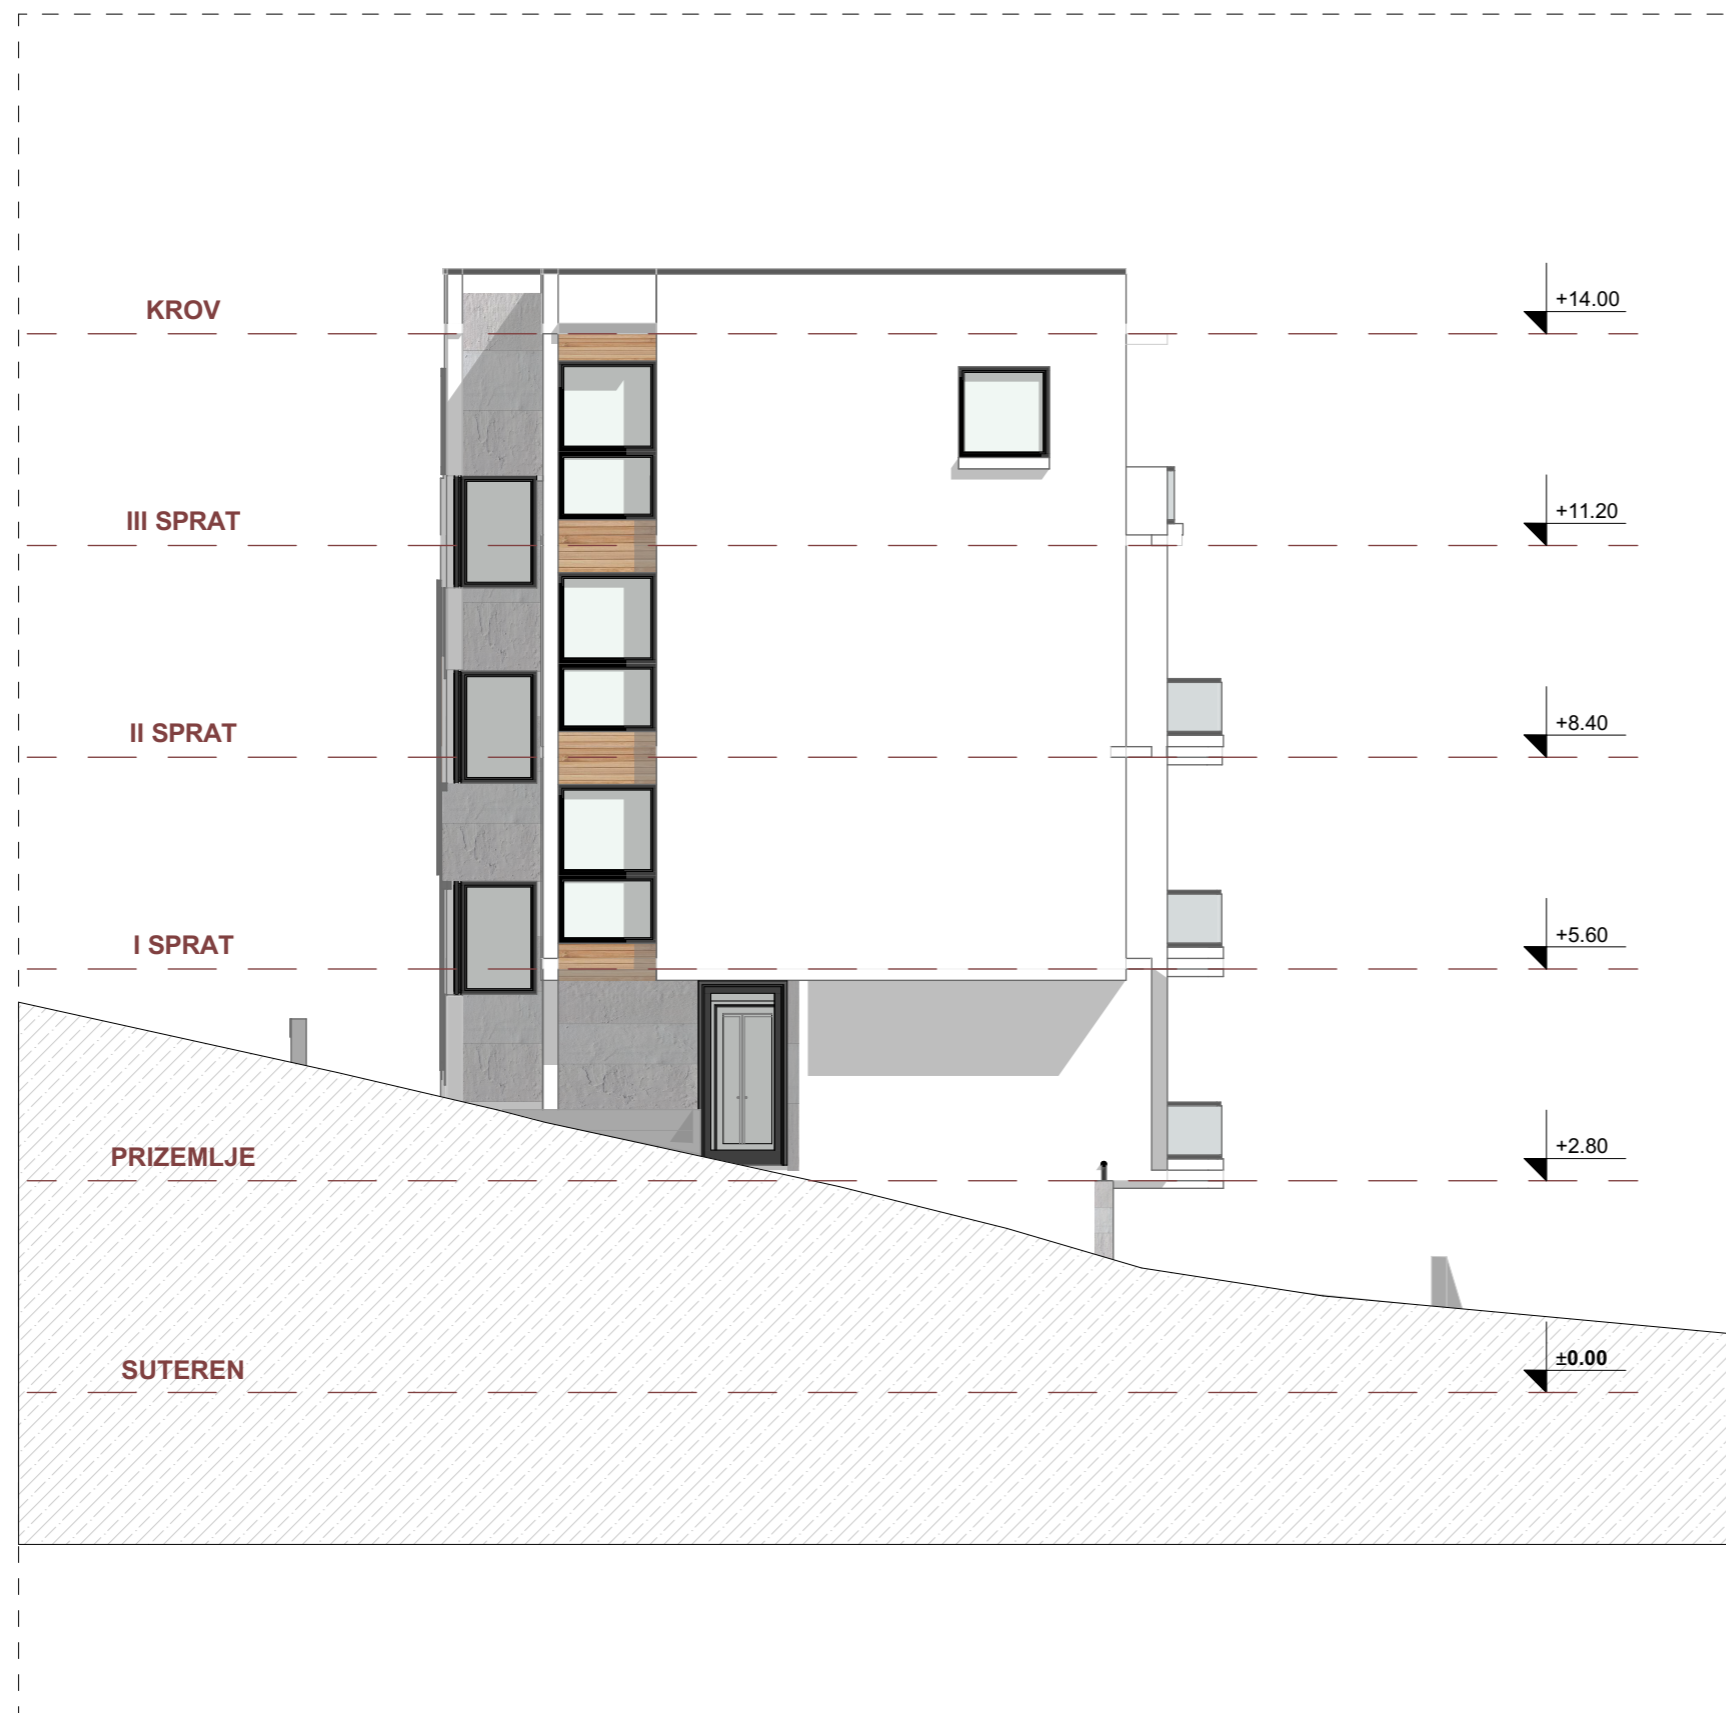 KROV
+14.00
III SPRAT
+11.20
II SPRAT
+8.40
I SPRAT
+5.60
PRIZEMLJE
+2.80
SUTEREN
±0.00